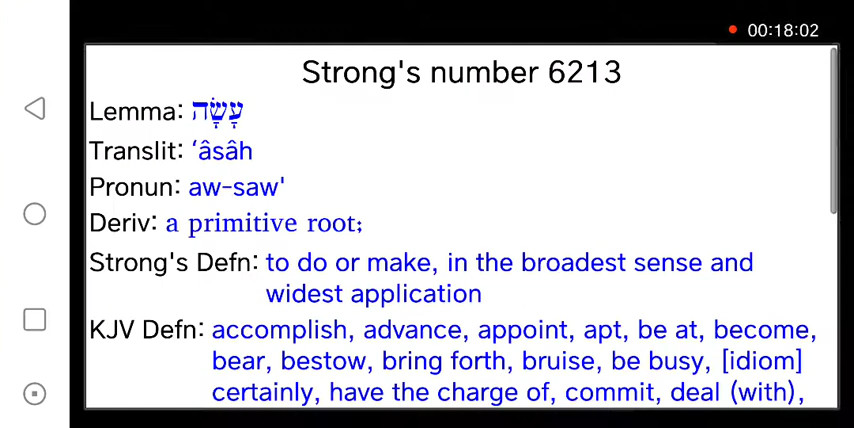 00:18:02
Strong's number 6213
Lemma: עָשָׂה
Translit: ‘âsâh
Pronun: aw-saw'
Deriv: a primitive root;
Strong's Defn: to do or make, in the broadest sense and
widest application
KJV Defn: accomplish, advance, appoint, apt, be at, become,
bear, bestow, bring forth, bruise, be busy, [idiom]
certainly, have the charge of, commit, deal (with),